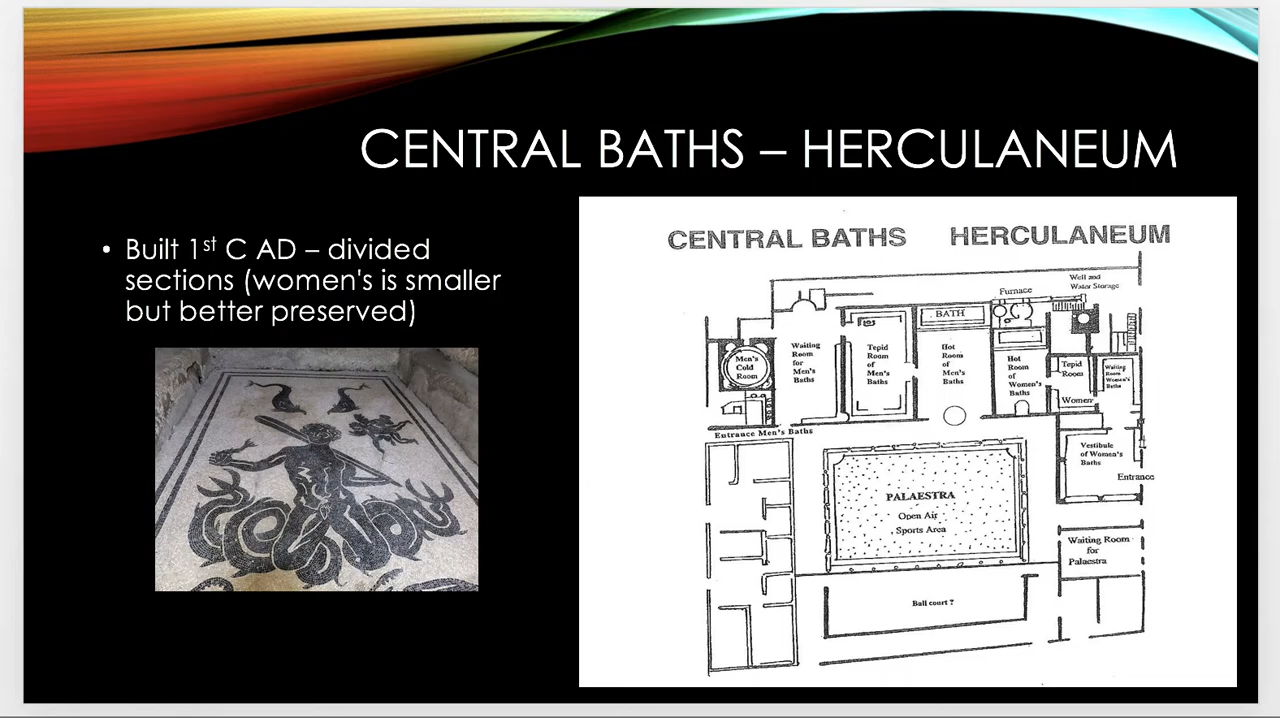 CENTRAL BATHS – HERCULANEUM
• Built 1st C AD – divided
sections (women's is smaller
but better preserved)
CENTRAL BATHS HERCULANEUM
Well and
Water Storage
Furnace
BATH
Men's
Cold
Room
Waiting
Room
for
Men's
Baths
Tepid
Room
of
Men's
Baths
Hot
Room
of
Men's
Baths
Hot
Room
of
Women's
Baths
Tepid
Room
Women
Waiting
Room
Women's
Baths
Entrance Men's Baths
Vestibule
of Women's
Baths
Entrance
PALAESTRA
Open Air
Sports Area
Waiting Room
for
Palaestra
Ball court ?